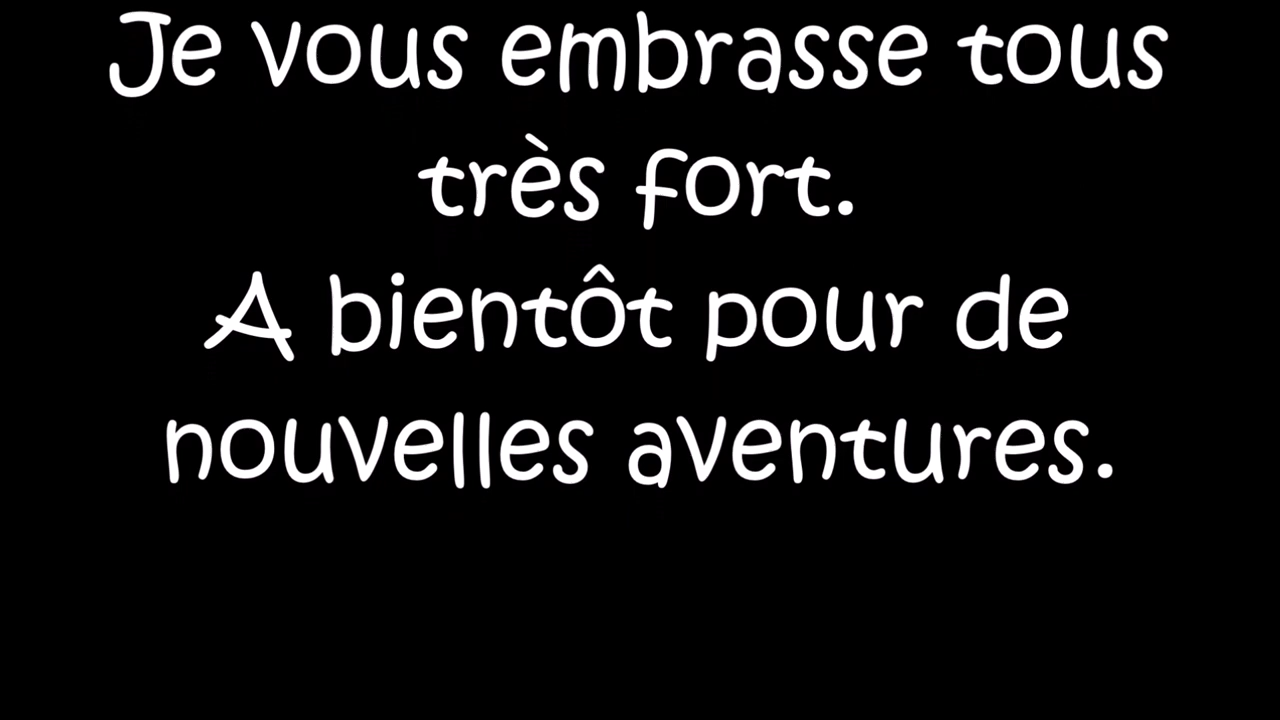 Je vous embrasse tous
très fort.
A bientôt pour de
nouvelles aventures.